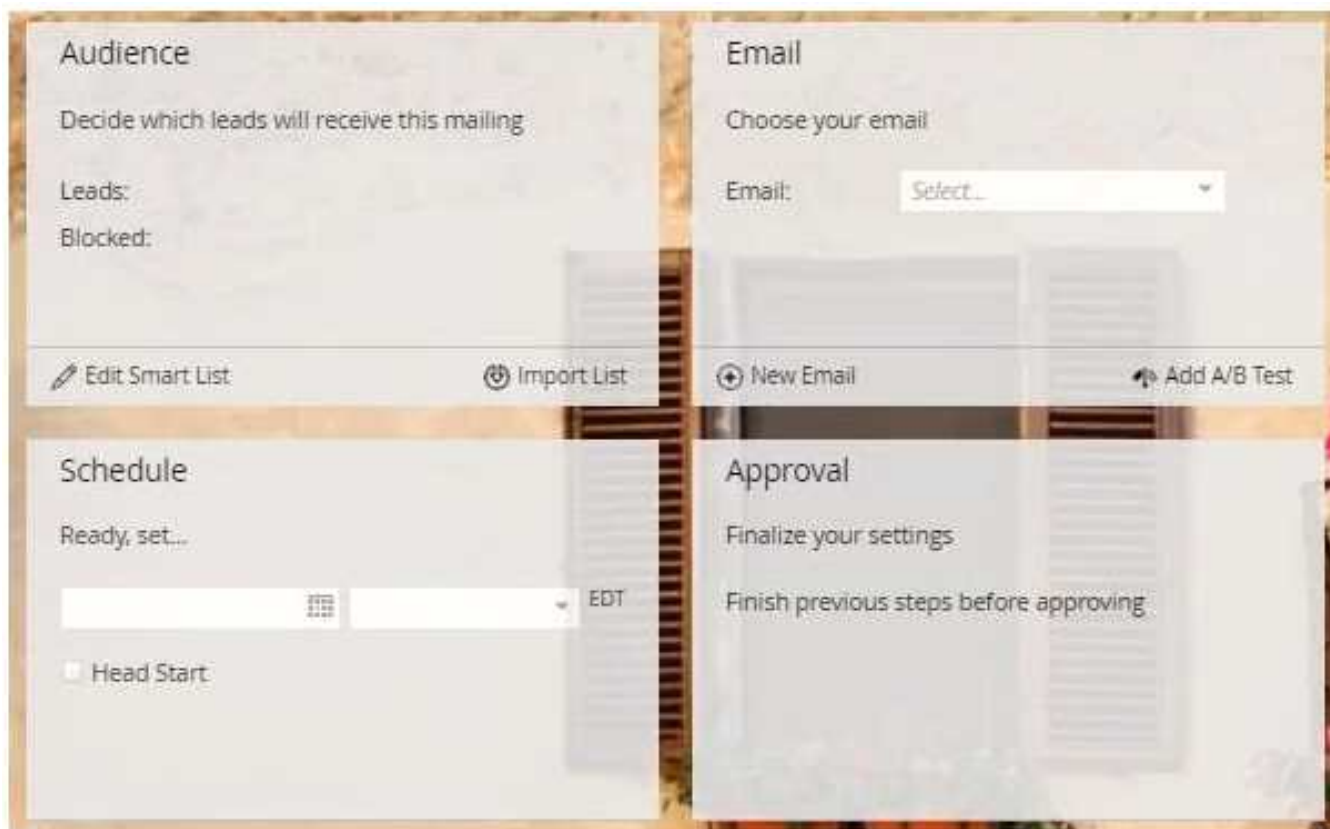 Audience
Decide which leads will receive this mailing
Leads:
Blocked:
Edit Smart List
Import List
Email
Choose your email
Email:
Select...
New Email
Add A/B Test
Schedule
Ready, set...
EDT
Head Start
Approval
Finalize your settings
Finish previous steps before approving